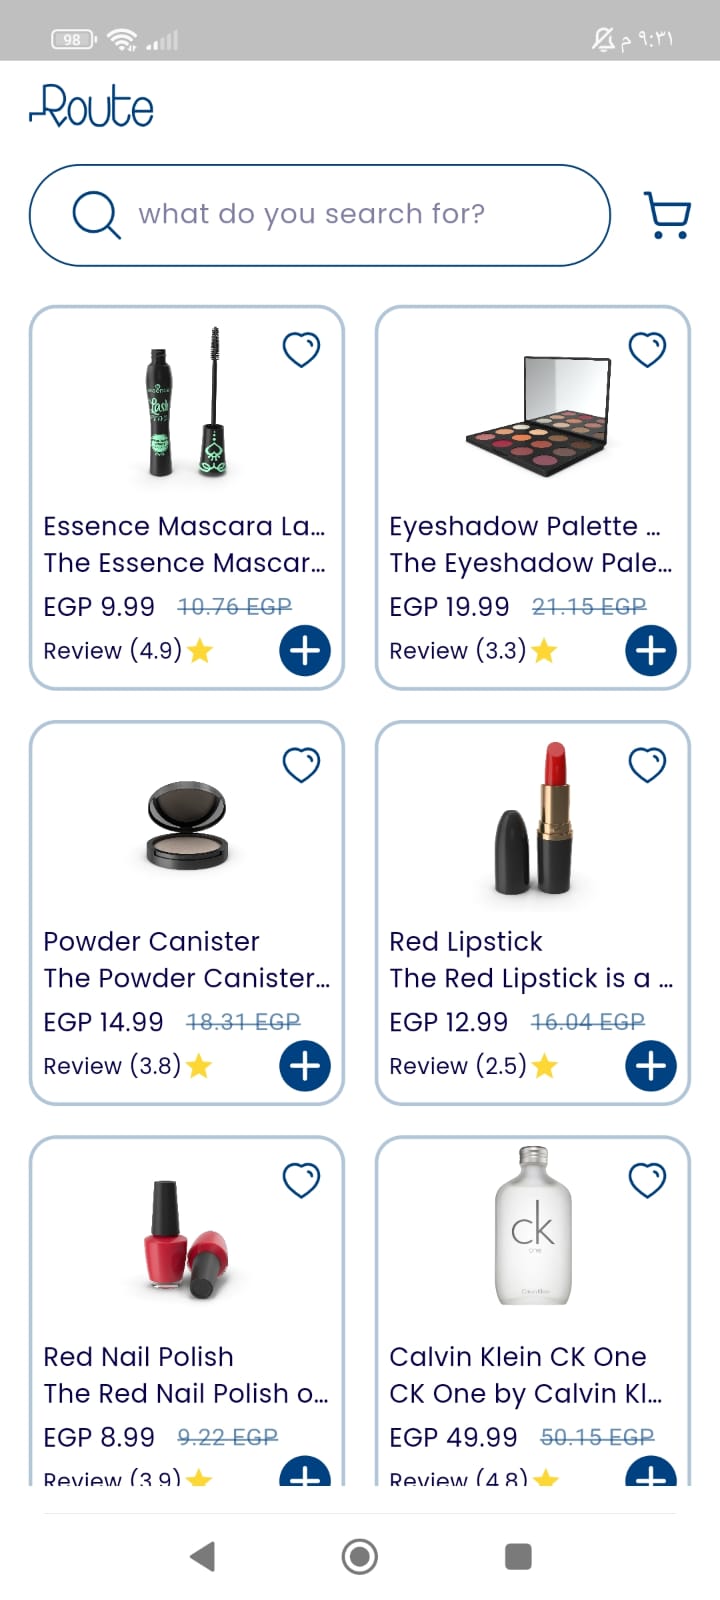 98
٩:٣١ م
Route
what do you search for?
Essence Mascara La...
The Essence Mascar...
EGP 9.99 10.76 EGP
Review (4.9)
Eyeshadow Palette ...
The Eyeshadow Pale...
EGP 19.99 21.15 EGP
Review (3.3)
Powder Canister
The Powder Canister...
EGP 14.99 18.31 EGP
Review (3.8)
Red Lipstick
The Red Lipstick is a ...
EGP 12.99 16.04 EGP
Review (2.5)
ck
one
Calvin Klein
Red Nail Polish
The Red Nail Polish o...
EGP 8.99 9.22 EGP
Review (3.9)
Calvin Klein CK One
CK One by Calvin Kl...
EGP 49.99 50.15 EGP
Review (4.8)